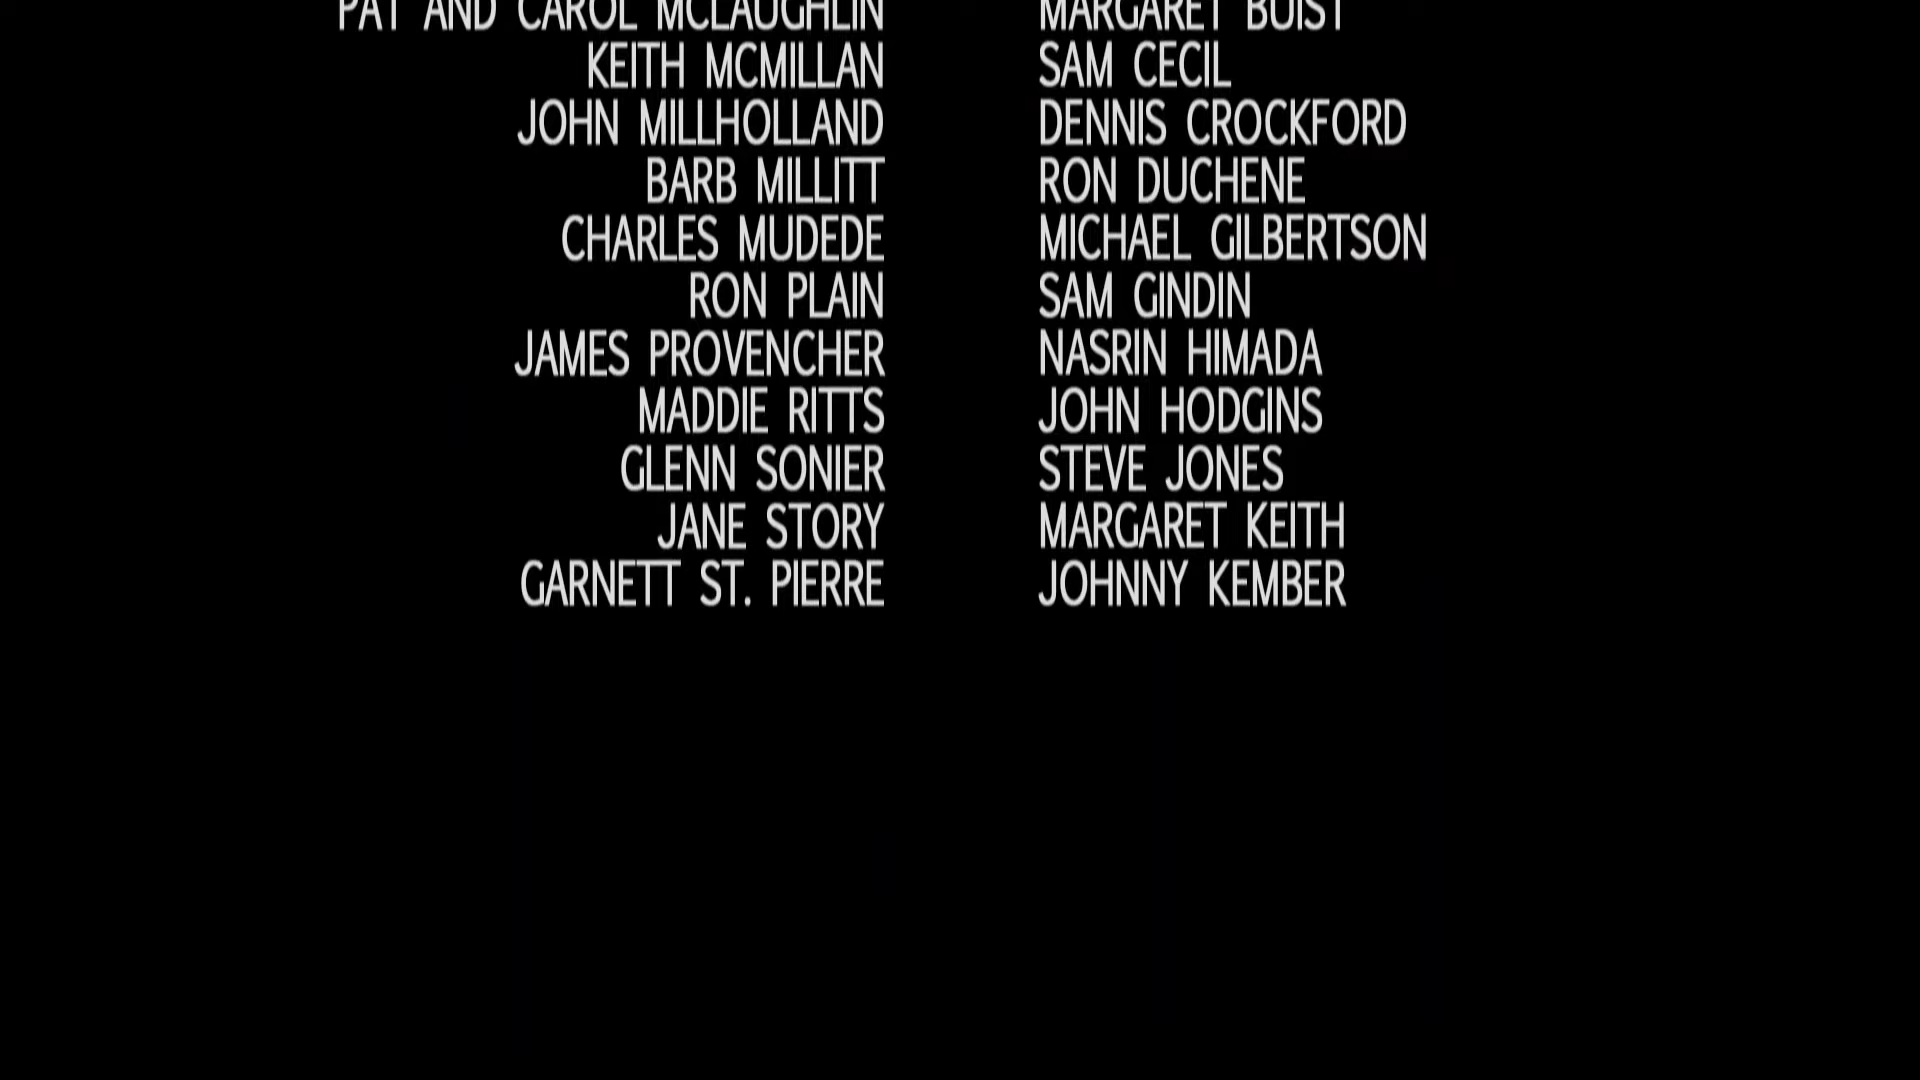 PAT AND CAROL MCLAUGHLIN MARGARET BUIST
KEITH MCMILLAN SAM CECIL
JOHN MILLHOLLAND DENNIS CROCKFORD
BARB MILLITT RON DUCHENE
CHARLES MUDEDE MICHAEL GILBERTSON
RON PLAIN SAM GINDIN
JAMES PROVENCHER NASRIN HIMADA
MADDIE RITTS JOHN HODGINS
GLENN SONIER STEVE JONES
JANE STORY MARGARET KEITH
GARNETT ST. PIERRE JOHNNY KEMBER